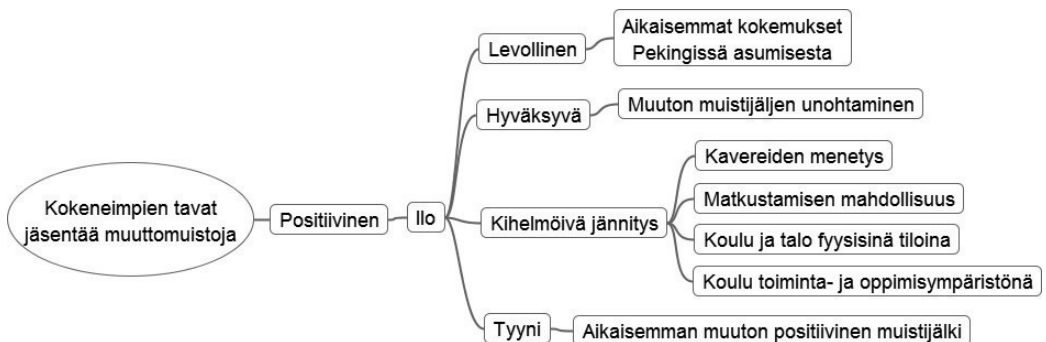 Kokeneimpien tavat
jäsentää muuttomuistoja
Positiivinen
Ilo
Levollinen
Aikaisemmat kokemukset
Pekingissä asumisesta
Hyväksyvä
Muuton muistijäljen unohtaminen
Kihelmöivä jännitys
Kavereiden menetys
Matkustamisen mahdollisuus
Koulu ja talo fyysisinä tiloina
Koulu toiminta- ja oppimisympäristönä
Tyyni
Aikaisemman muuton positiivinen muistijälki